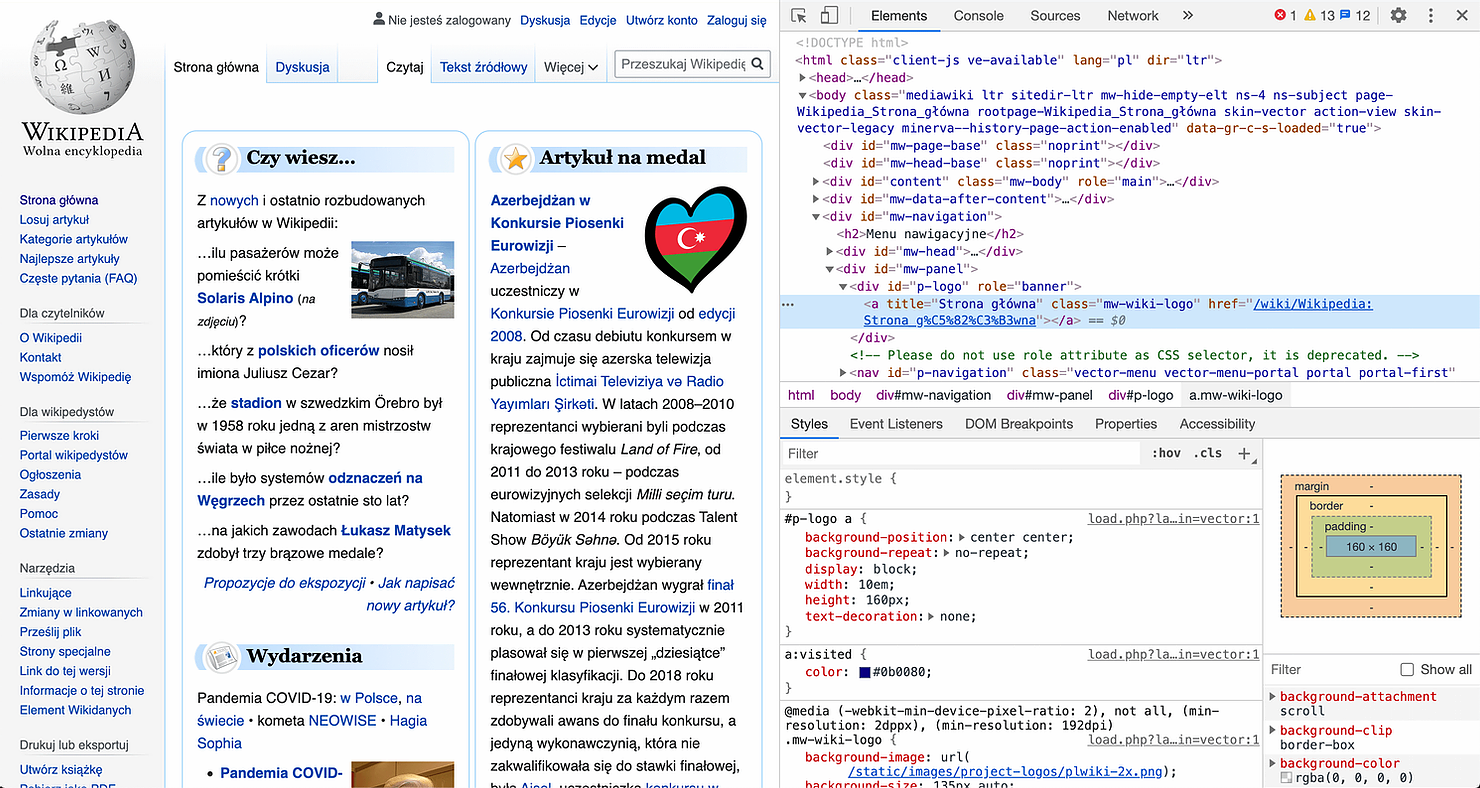 Nie jesteś zalogowany Dyskusja Edycje Utwórz konto Zaloguj się
WIKIPEDIA
Wolna encyklopedia
Strona główna Dyskusja Czytaj Tekst źródłowy Więcej Przeszukaj Wikipedię
Strona główna
Losuj artykuł
Kategorie artykułów
Najlepsze artykuły
Częste pytania (FAQ)
Dla czytelników
O Wikipedii
Kontakt
Wspomóż Wikipedię
Dla wikipedystów
Pierwsze kroki
Portal wikipedystów
Ogłoszenia
Zasady
Pomoc
Ostatnie zmiany
Narzędzia
Linkujące
Zmiany w linkowanych
Prześlij plik
Strony specjalne
Link do tej wersji
Informacje o tej stronie
Element Wikidanych
Drukuj lub eksportuj
Utwórz książkę
Pobierz jako PDF
Czy wiesz...
Z nowych i ostatnio rozbudowanych
artykułów w Wikipedii:
…ilu pasażerów może
pomieścić krótki
Solaris Alpino (na
zdjęciu)?
…który z polskich oficerów nosił
imiona Juliusz Cezar?
…że stadion w szwedzkim Örebro był
w 1958 roku jedną z aren mistrzostw
świata w piłce nożnej?
…ile było systemów odznaczeń na
Węgrzech przez ostatnie sto lat?
…na jakich zawodach Łukasz Matysek
zdobył trzy brązowe medale?
Propozycje do ekspozycji • Jak napisać
nowy artykuł?
Wydarzenia
Pandemia COVID-19: w Polsce, na
świecie • kometa NEOWISE • Hagia
Sophia
• Pandemia COVID-
Artykuł na medal
Azerbejdżan w
Konkursie Piosenki
Eurowizji –
Azerbejdżan
uczestniczy w
Konkursie Piosenki Eurowizji od edycji
2008. Od czasu debiutu konkursem w
kraju zajmuje się azerska telewizja
publiczna İctimai Televiziya və Radio
Yayımları Şirkəti. W latach 2008–2010
reprezentanci wybierani byli podczas
krajowego festiwalu Land of Fire, od
2011 do 2013 roku – podczas
eurowizyjnych selekcji Milli seçim turu.
Natomiast w 2014 roku podczas Talent
Show Böyük Səhnə. Od 2015 roku
reprezentant kraju jest wybierany
wewnętrznie. Azerbejdżan wygrał finał
56. Konkursu Piosenki Eurowizji w 2011
roku, a do 2013 roku systematycznie
plasował się w pierwszej „dziesiątce”
finałowej klasyfikacji. Do 2018 roku
reprezentanci kraju za każdym razem
zdobywali awans do finału konkursu, a
jedyną wykonawczynią, która nie
zakwalifikowała się do stawki finałowej,
była Aisel, uczestniczka konkursu w
Elements Console Sources Network » 1 13 12
<!DOCTYPE html>
<html class="client-js ve-available" lang="pl" dir="ltr">
<head>…</head>
<body class="mediawiki ltr sitedir-ltr mw-hide-empty-elt ns-4 ns-subject page-
Wikipedia_Strona_główna rootpage-Wikipedia_Strona_główna skin-vector action-view skin-
vector-legacy minerva--history-page-action-enabled" data-gr-c-s-loaded="true">
<div id="mw-page-base" class="noprint"></div>
<div id="mw-head-base" class="noprint"></div>
<div id="content" class="mw-body" role="main">…</div>
<div id="mw-data-after-content">…</div>
<div id="mw-navigation">
<h2>Menu nawigacyjne</h2>
<div id="mw-head">…</div>
<div id="mw-panel">
<div id="p-logo" role="banner">
<a title="Strona główna" class="mw-wiki-logo" href="/wiki/Wikipedia:
Strona_g%C5%82%C3%B3wna"></a> == $0
</div>
<!-- Please do not use role attribute as CSS selector, it is deprecated. -->
<nav id="p-navigation" class="vector-menu vector-menu-portal portal portal-first"
html body div#mw-navigation div#mw-panel div#p-logo a.mw-wiki-logo
Styles Event Listeners DOM Breakpoints Properties Accessibility
Filter :hov .cls +
element.style {
}
#p-logo a { load.php?la…in=vector:1
background-position: center center;
background-repeat: no-repeat;
display: block;
width: 10em;
height: 160px;
text-decoration: none;
}
a:visited { load.php?la…in=vector:1
color: #0b0080;
}
@media (-webkit-min-device-pixel-ratio: 2), not all, (min-
resolution: 2dppx), (min-resolution: 192dpi)
.mw-wiki-logo { load.php?la…in=vector:1
background-image: url(
/static/images/project-logos/plwiki-2x.png);
background-size: 135px auto;
margin -
border -
padding -
- - - 160 × 160 - - -
-
-
-
Filter Show all
background-attachment
scroll
background-clip
border-box
background-color
rgba(0, 0, 0, 0)